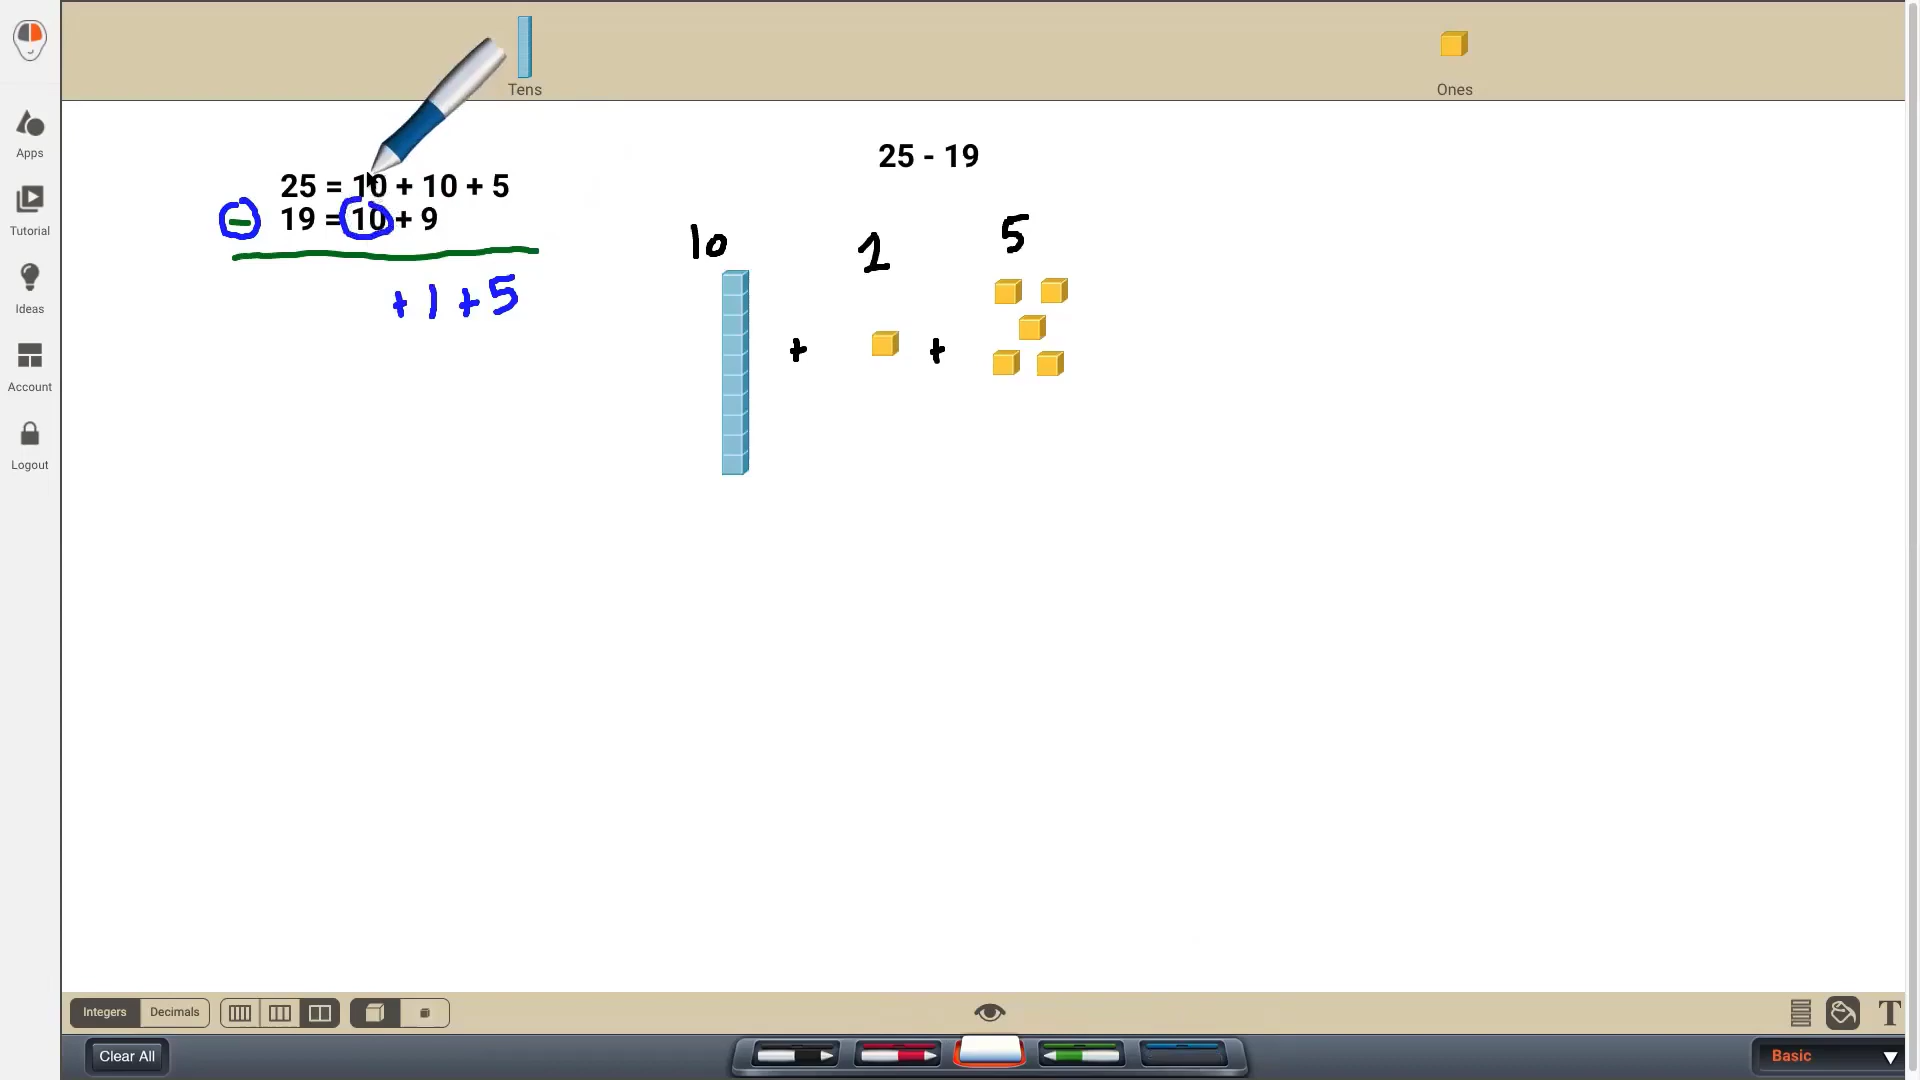 Tens
Ones
Apps
Tutorial
Ideas
Account
Logout
25 = 10 + 10 + 5
- 19 = 10 + 9
+ 1 + 5
25 - 19
10
1
5
+
+
Integers
Decimals
T
Clear All
Basic